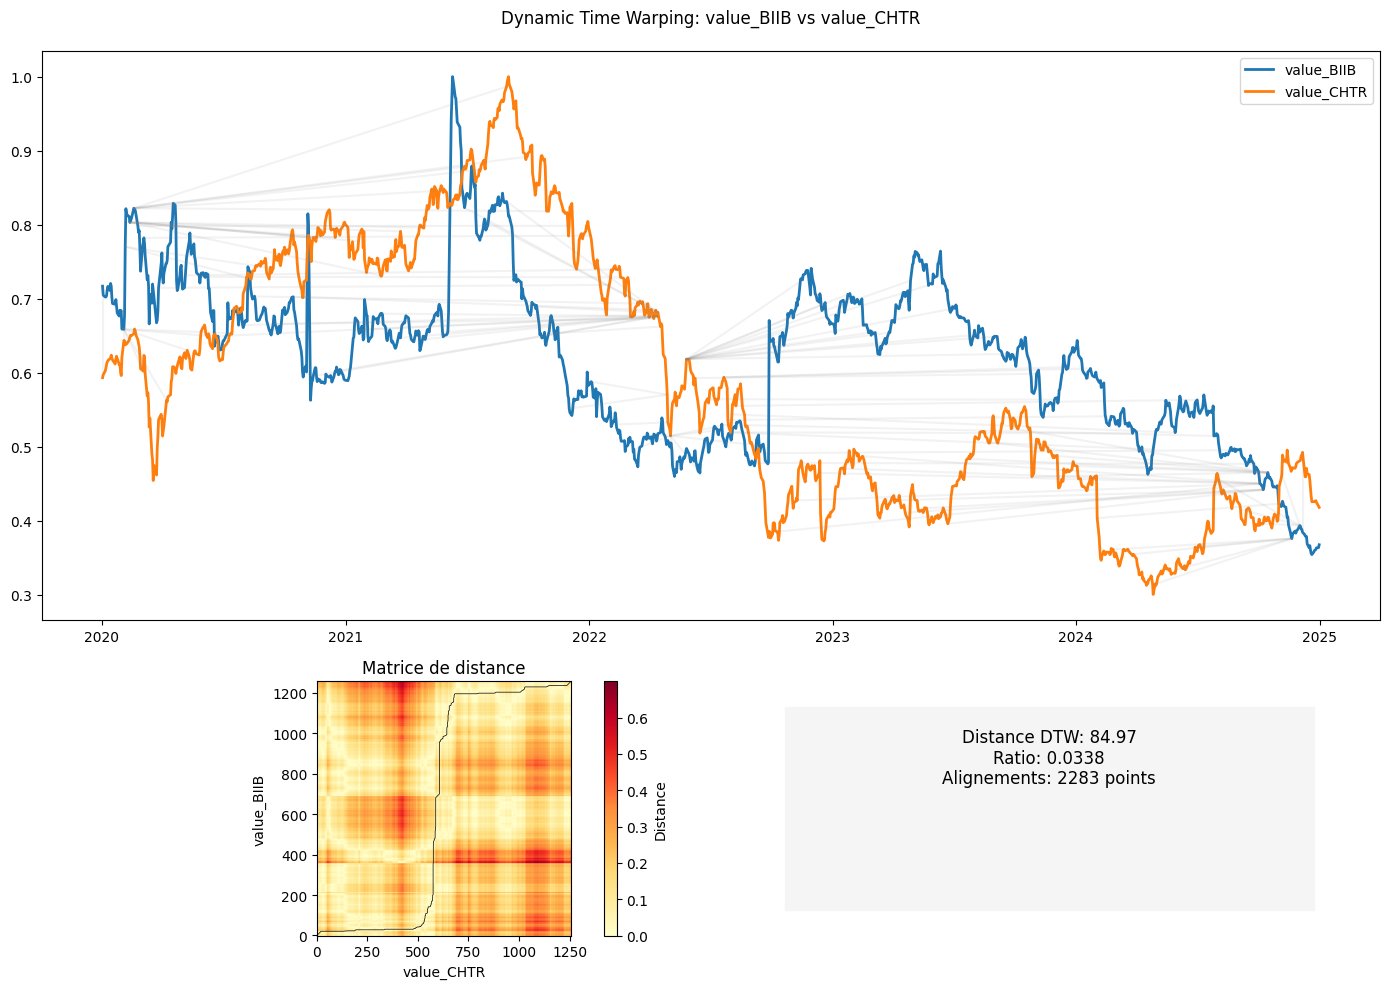 Dynamic Time Warping: value_BIIB vs value_CHTR
value_BIIB
value_CHTR
1.0
0.9
0.8
0.7
0.6
0.5
0.4
0.3
2020 2021 2022 2023 2024 2025
Matrice de distance
value_BIIB
1200
1000
800
600
400
200
0
0 250 500 750 1000 1250
value_CHTR
0.6
0.5
0.4
0.3
0.2
0.1
0.0
Distance
Distance DTW: 84.97
Ratio: 0.0338
Alignements: 2283 points